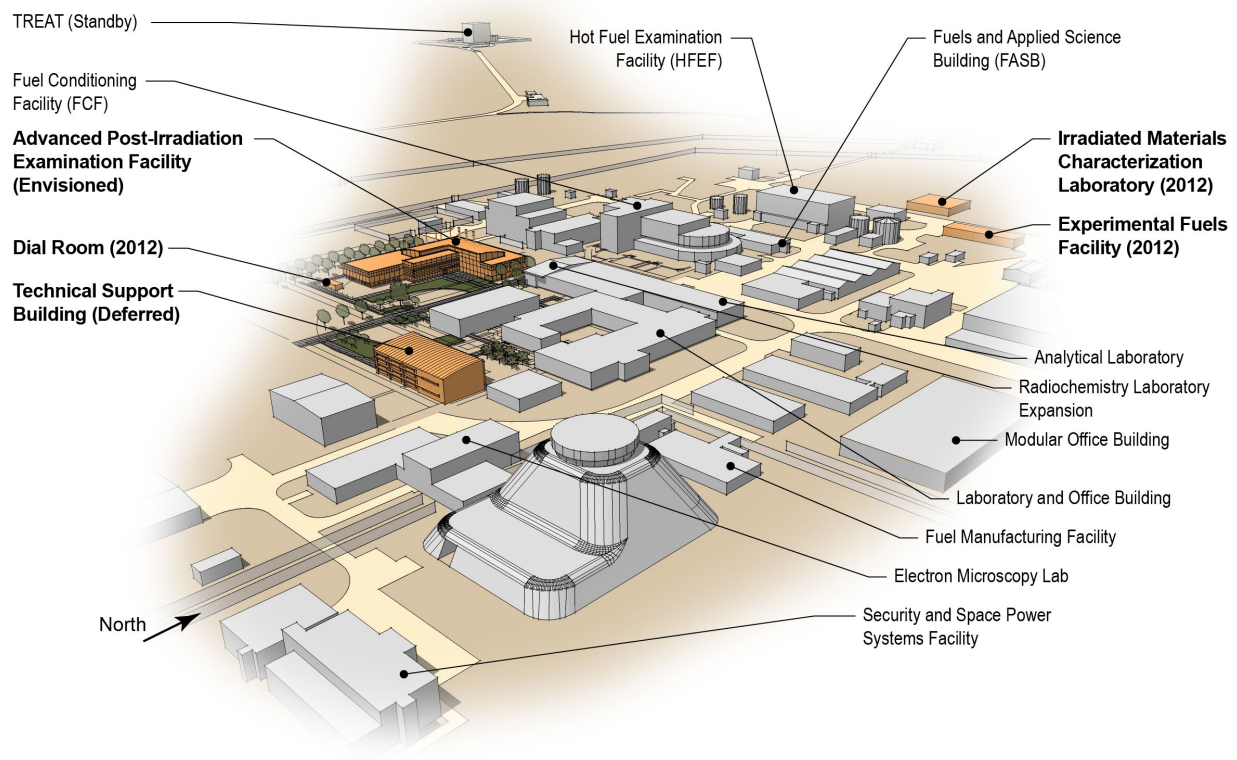 TREAT (Standby)
Fuel Conditioning
Facility (FCF)
Advanced Post-Irradiation
Examination Facility
(Envisioned)
Dial Room (2012)
Technical Support
Building (Deferred)
Hot Fuel Examination
Facility (HFEF)
Fuels and Applied Science
Building (FASB)
Irradiated Materials
Characterization
Laboratory (2012)
Experimental Fuels
Facility (2012)
Analytical Laboratory
Radiochemistry Laboratory
Expansion
Modular Office Building
Laboratory and Office Building
Fuel Manufacturing Facility
Electron Microscopy Lab
Security and Space Power
Systems Facility
North